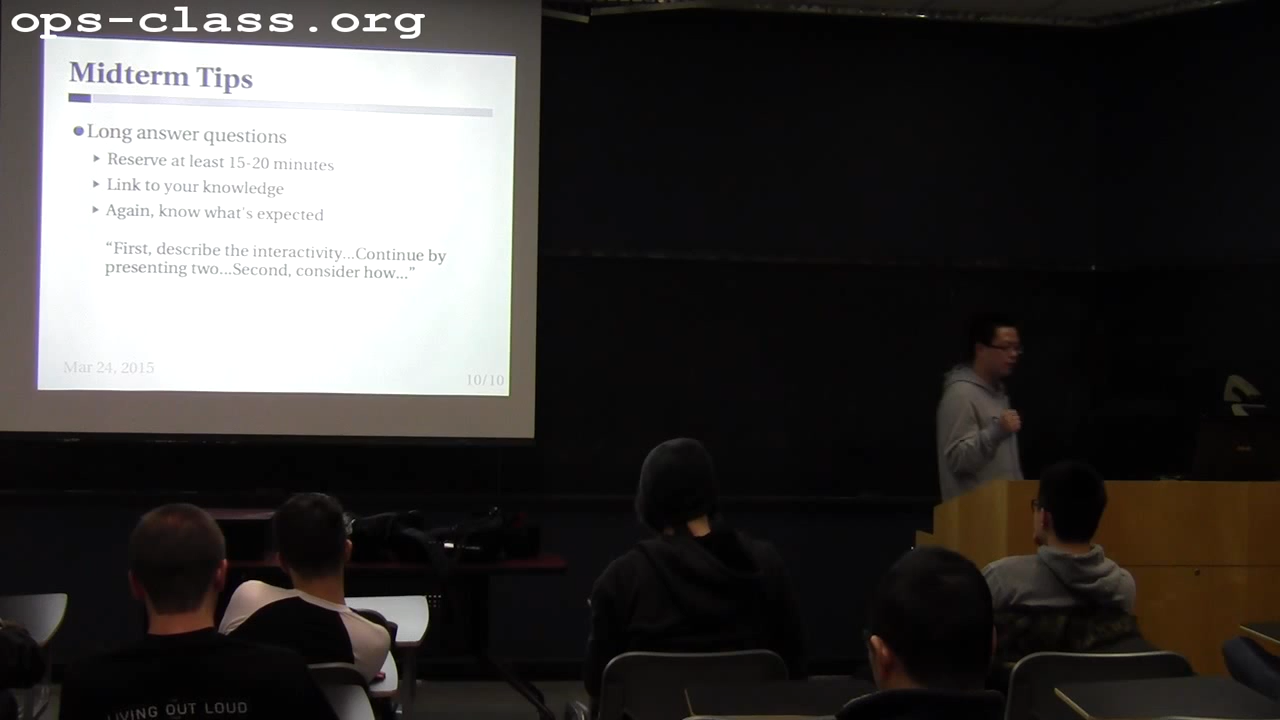 ops-class.org
Midterm Tips
Long answer questions
Reserve at least 15-20 minutes
Link to your knowledge
Again, know what's expected
“First, describe the interactivity...Continue by
presenting two...Second, consider how...”
Mar 24, 2015
10/10
LIVING OUT LOUD